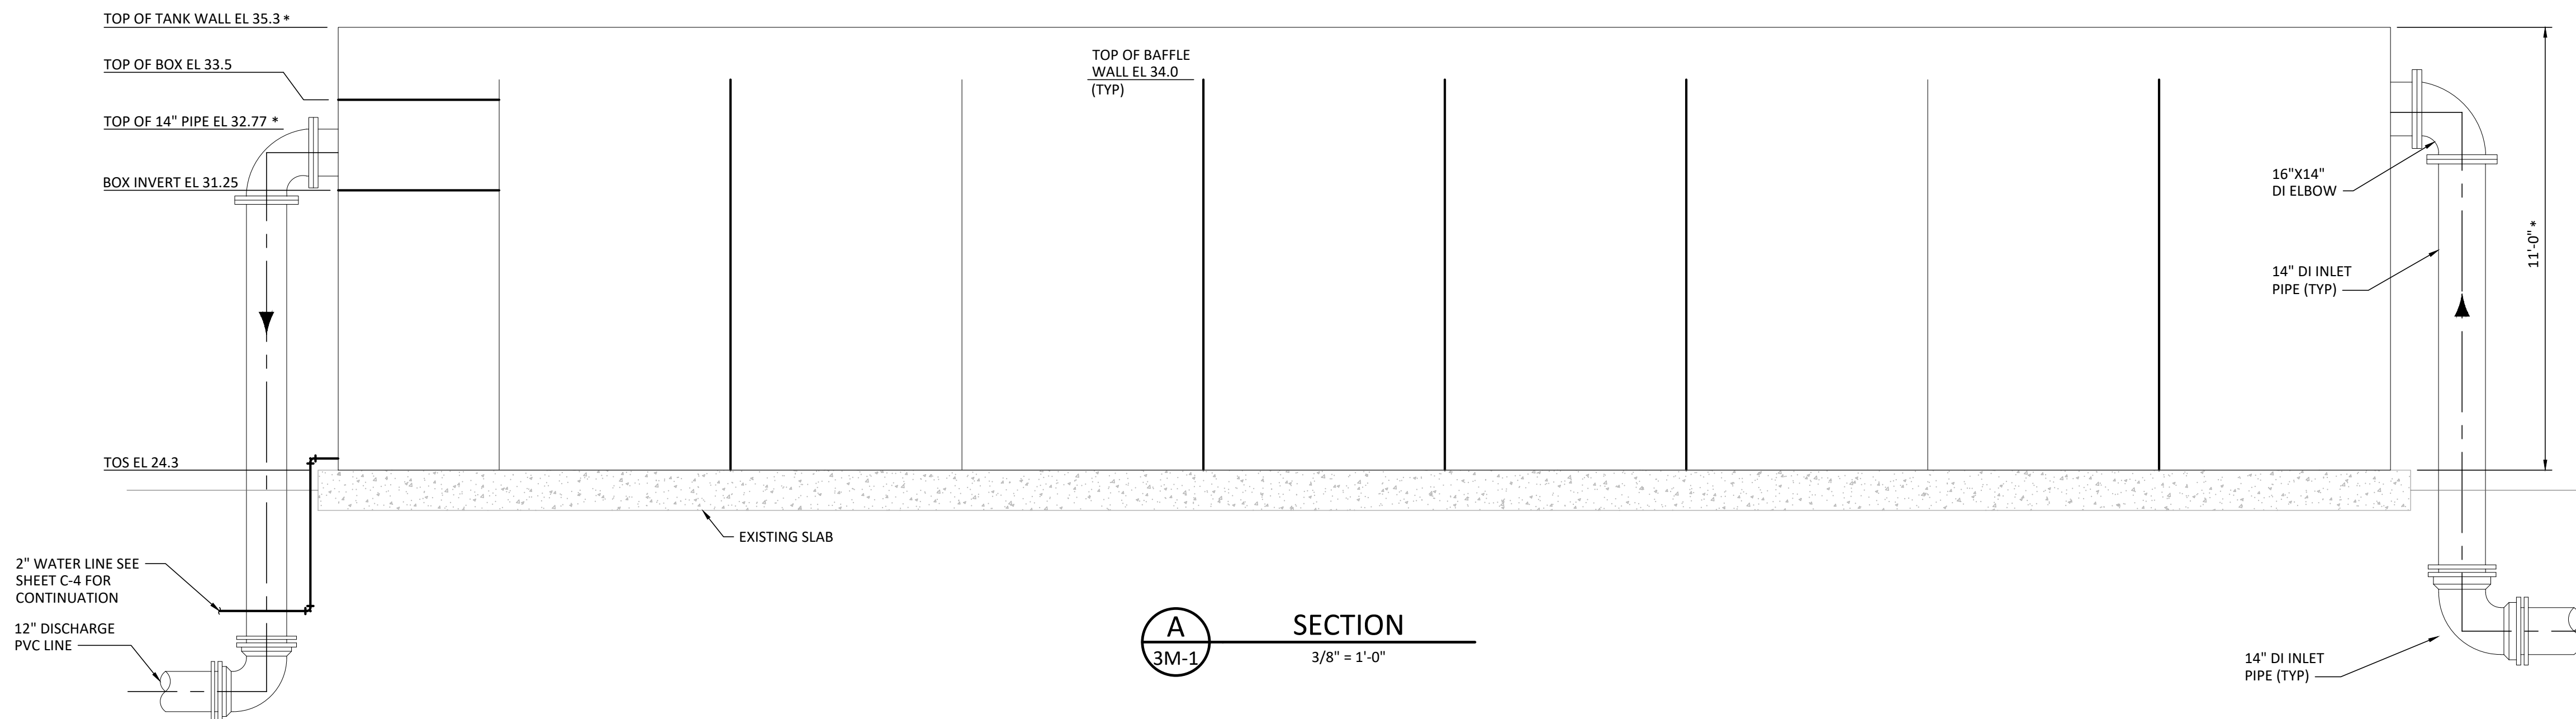 TOP OF TANK WALL EL 35.3 *
TOP OF BOX EL 33.5
TOP OF 14" PIPE EL 32.77 *
BOX INVERT EL 31.25
TOS EL 24.3
TOP OF BAFFLE
WALL EL 34.0
(TYP)
16"X14"
DI ELBOW
14" DI INLET
PIPE (TYP)
11'-0" *
EXISTING SLAB
2" WATER LINE SEE
SHEET C-4 FOR
CONTINUATION
12" DISCHARGE
PVC LINE
A
3M-1
SECTION
3/8" = 1'-0"
14" DI INLET
PIPE (TYP)